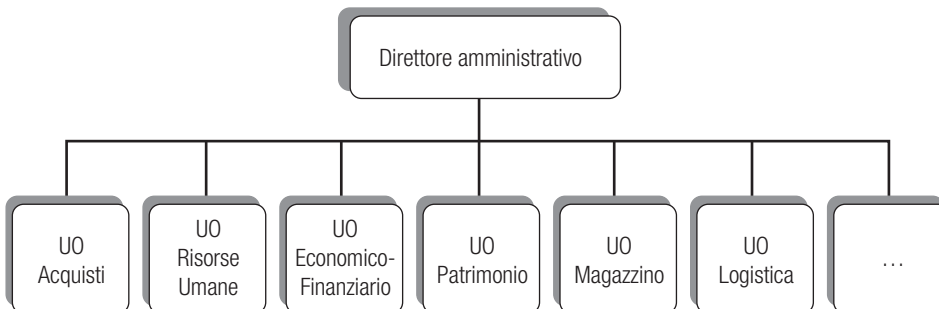 Direttore amministrativo
UO
Acquisti
UO
Risorse
Umane
UO
Economico-
Finanziario
UO
Patrimonio
UO
Magazzino
UO
Logistica
...